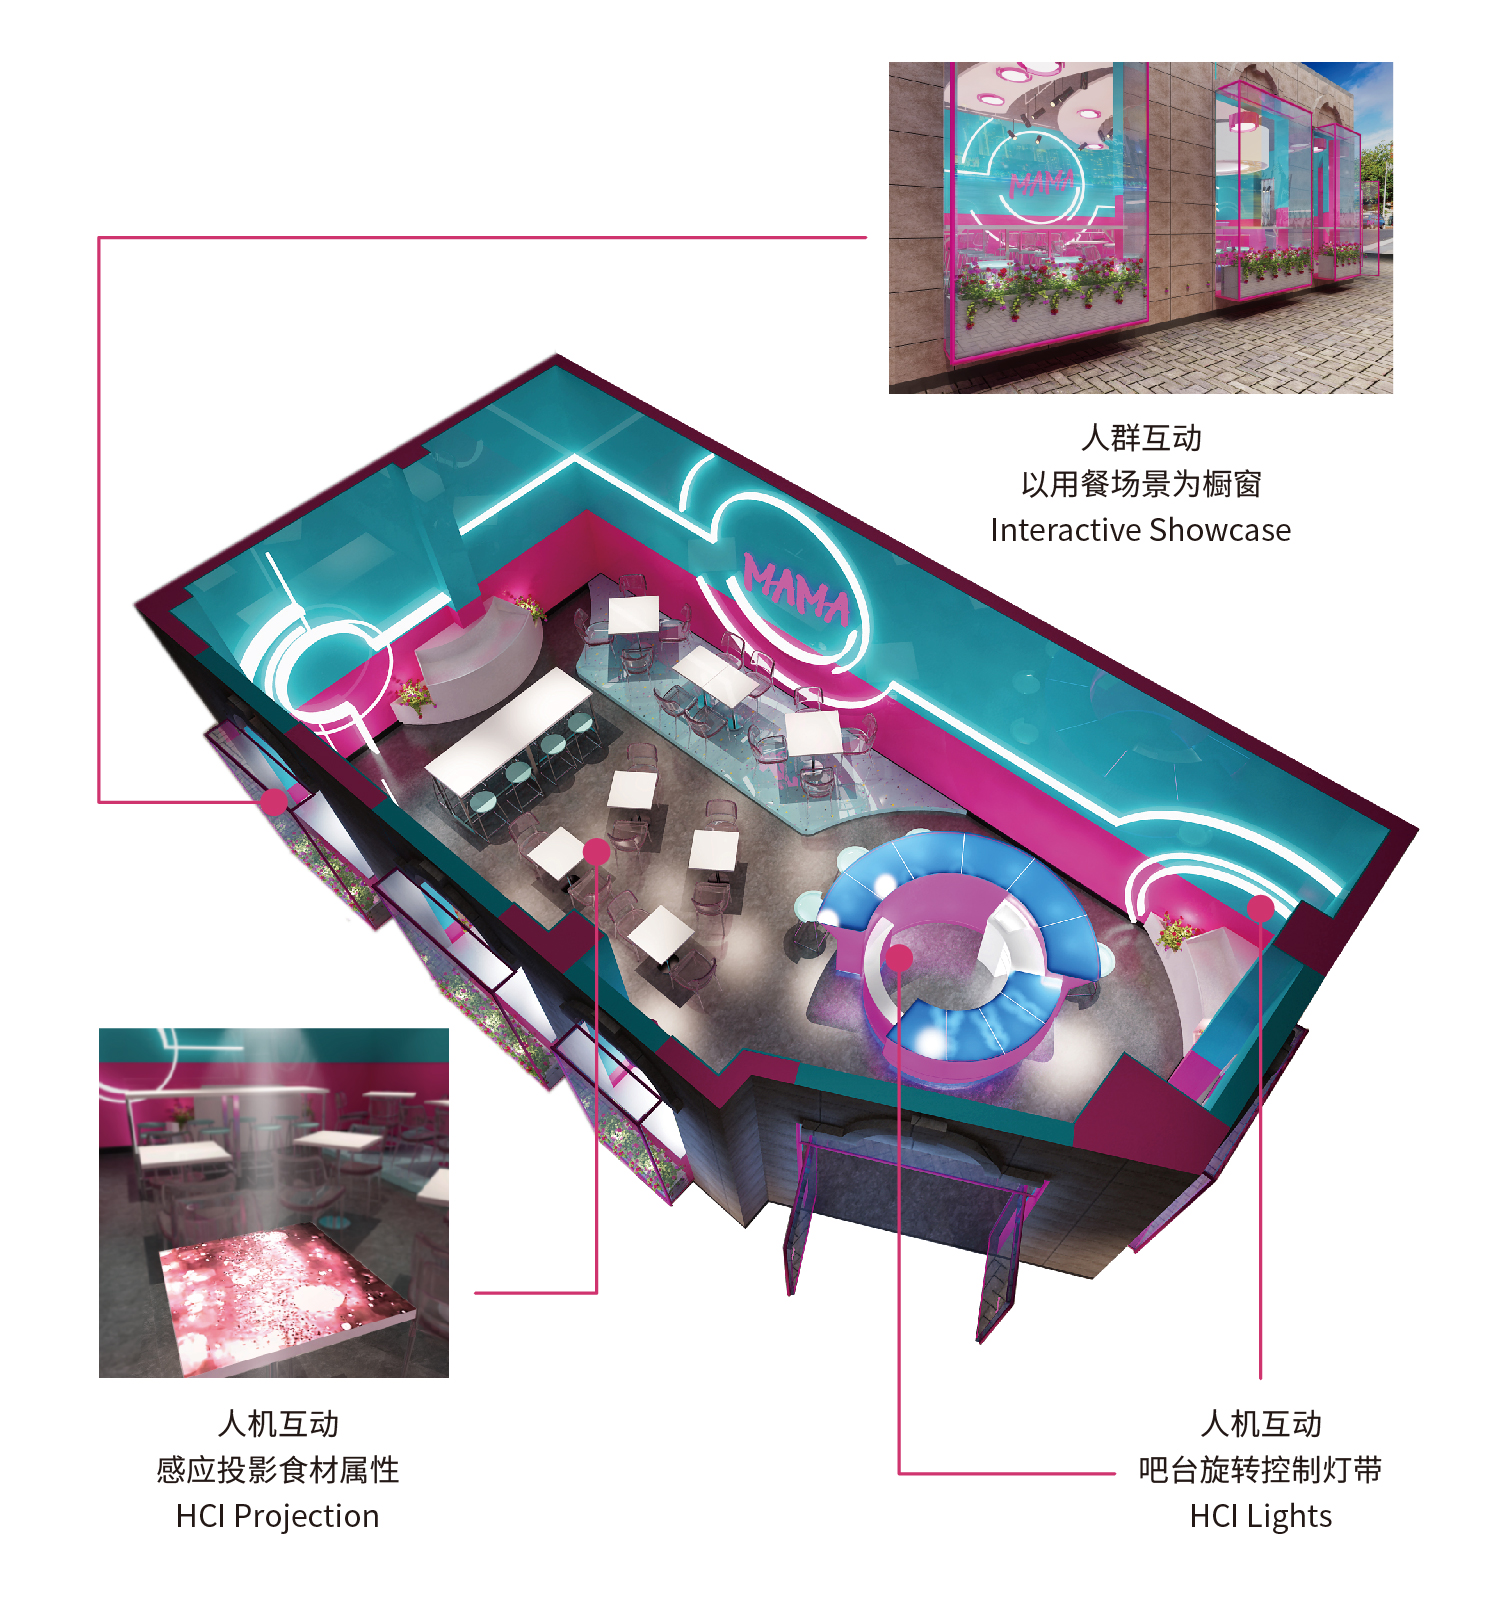 MAMA
人群互动
以用餐场景为橱窗
Interactive Showcase
MAMA
人机互动
感应投影食材属性
HCI Projection
人机互动
吧台旋转控制灯带
HCI Lights